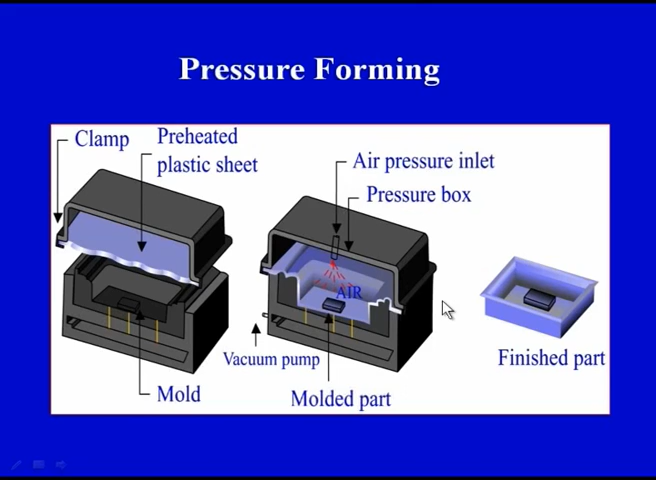 Pressure Forming
Clamp
Preheated
plastic sheet
Air pressure inlet
Pressure box
AIR
Vacuum pump
Finished part
Mold
Molded part